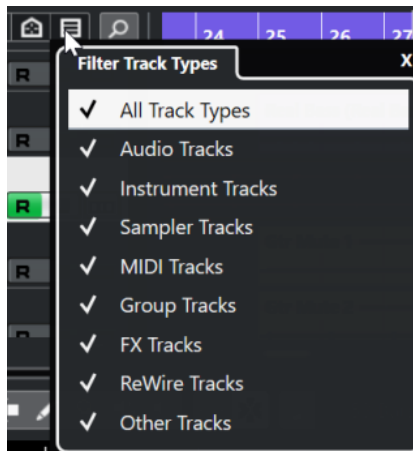 24 25 26 27
Filter Track Types X
R
✓ All Track Types
✓ Audio Tracks
R
✓ Instrument Tracks
R
✓ Sampler Tracks
✓ MIDI Tracks
R
✓ Group Tracks
✓ FX Tracks
✓ ReWire Tracks
✓ Other Tracks